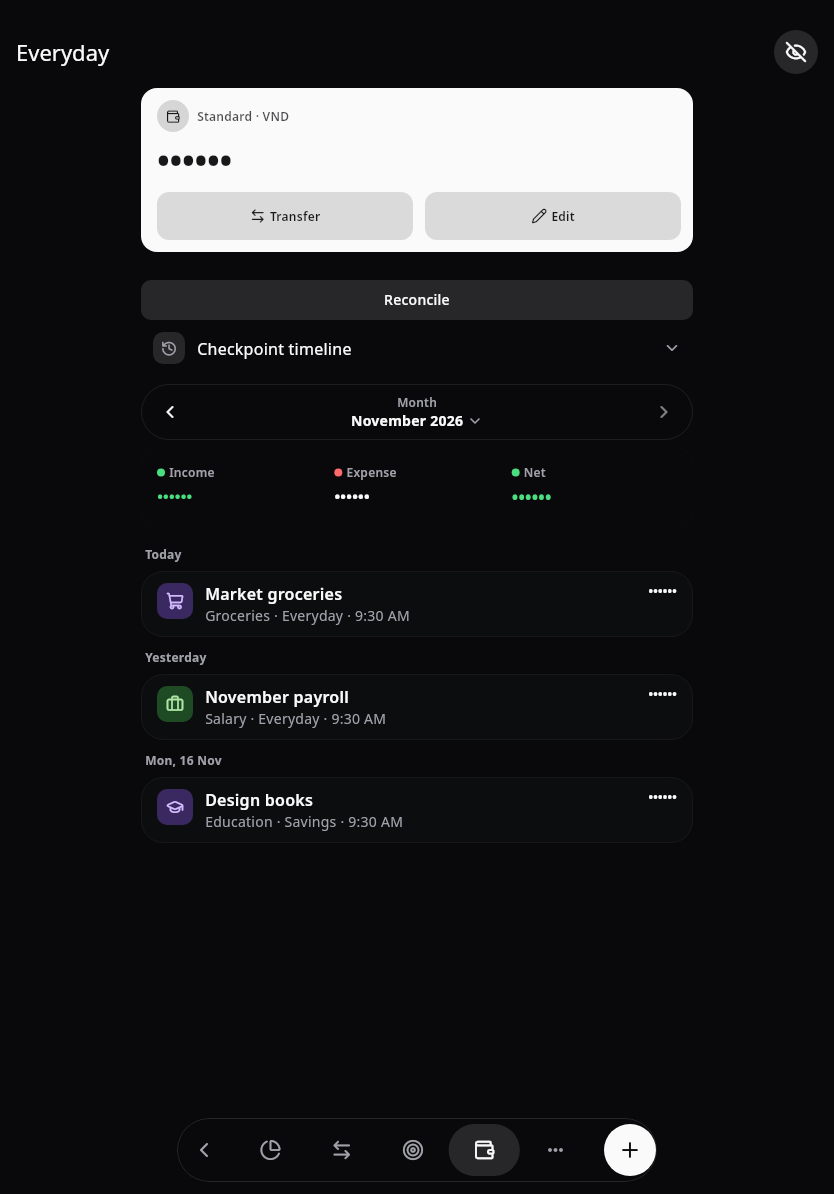 Everyday
Standard · VND
••••••
Transfer
Edit
Reconcile
Checkpoint timeline
Month
November 2026
Income
Expense
Net
••••••
••••••
••••••
Today
Market groceries
••••••
Groceries · Everyday · 9:30 AM
Yesterday
November payroll
••••••
Salary · Everyday · 9:30 AM
Mon, 16 Nov
Design books
••••••
Education · Savings · 9:30 AM